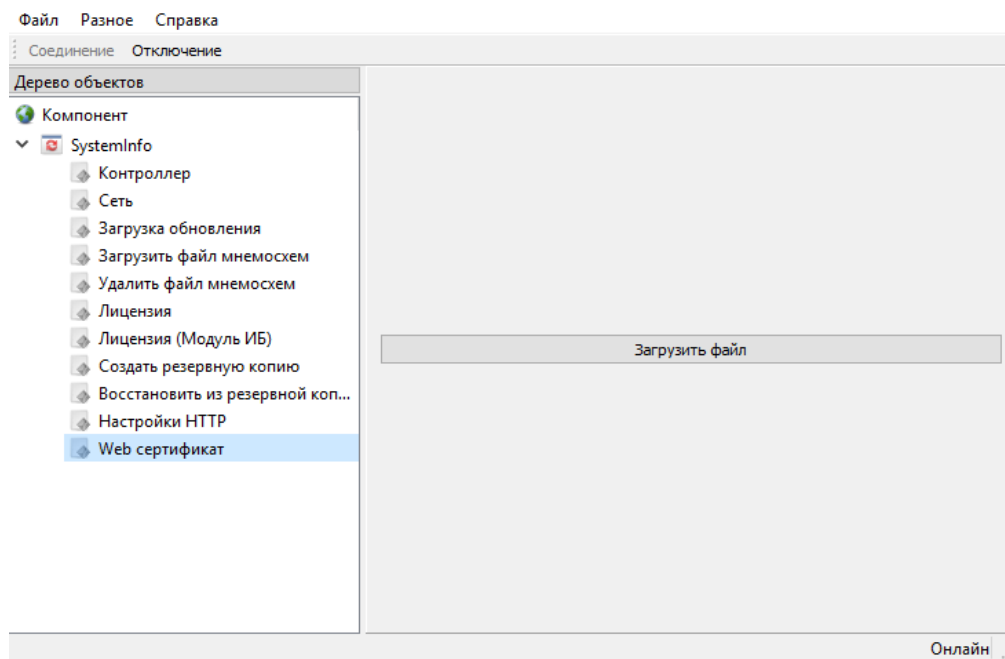 Файл Разное Справка
Соединение Отключение
Дерево объектов
Компонент
SystemInfo
Контроллер
Сеть
Загрузка обновления
Загрузить файл мнемосхем
Удалить файл мнемосхем
Лицензия
Лицензия (Модуль ИБ)
Создать резервную копию
Восстановить из резервной коп...
Настройки HTTP
Web сертификат
Загрузить файл
Онлайн